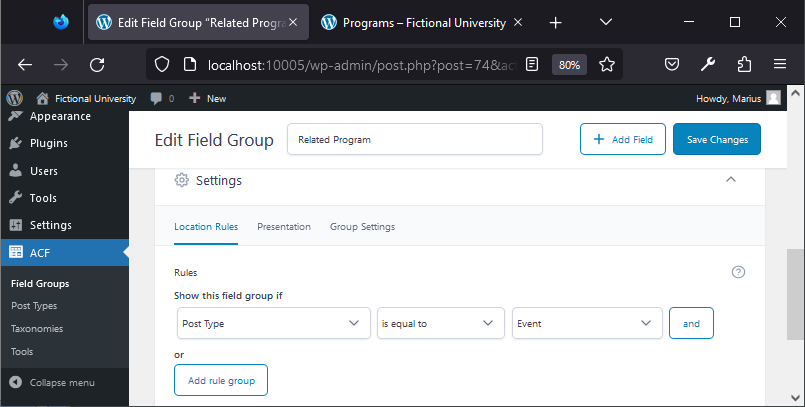 Edit Field Group “Related Progra
Programs – Fictional University
localhost:10005/wp-admin/post.php?post=74&ac
80%
Fictional University
0
New
Howdy, Marius
Appearance
Plugins
Users
Tools
Settings
ACF
Field Groups
Post Types
Taxonomies
Tools
Collapse menu
Edit Field Group
Related Program
+ Add Field
Save Changes
Settings
Location Rules
Presentation
Group Settings
Rules
Show this field group if
Post Type
is equal to
Event
and
or
Add rule group